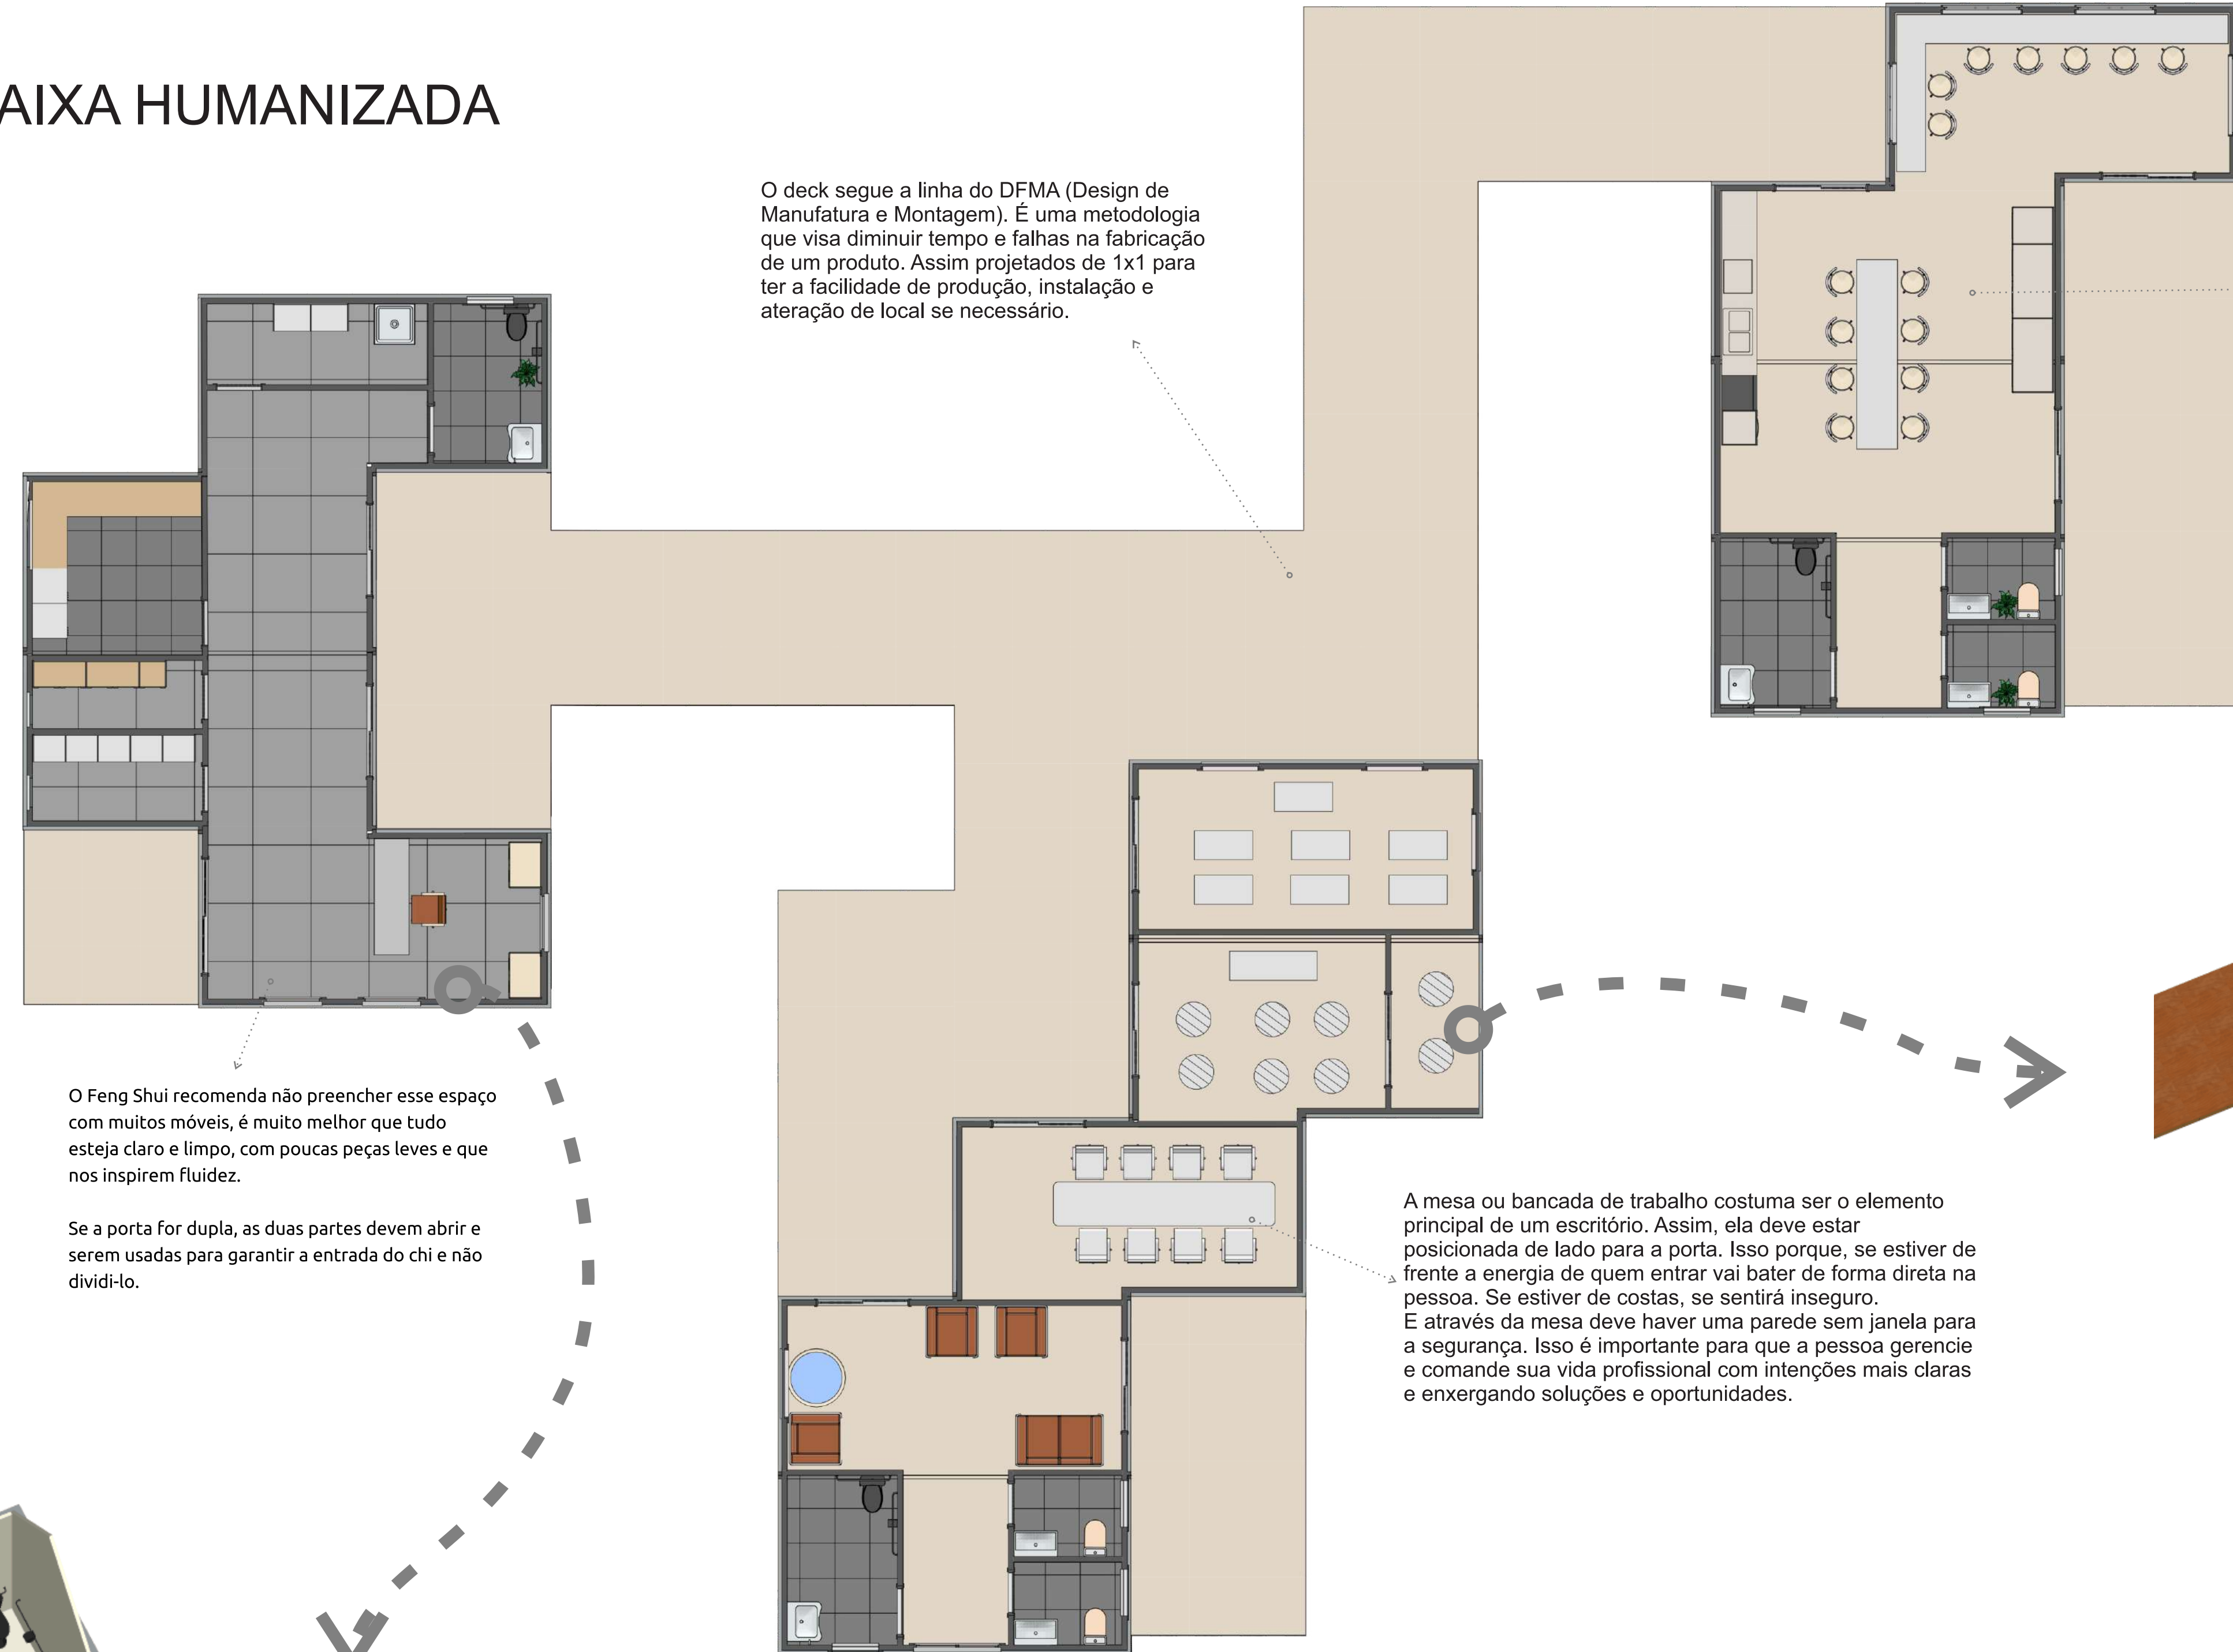 AIXA HUMANIZADA
O deck segue a linha do DFMA (Design de
Manufatura e Montagem). É uma metodologia
que visa diminuir tempo e falhas na fabricação
de um produto. Assim projetados de 1x1 para
ter a facilidade de produção, instalação e
ateração de local se necessário.
O Feng Shui recomenda não preencher esse espaço
com muitos móveis, é muito melhor que tudo
esteja claro e limpo, com poucas peças leves e que
nos inspirem fluidez.
Se a porta for dupla, as duas partes devem abrir e
serem usadas para garantir a entrada do chi e não
dividi-lo.
A mesa ou bancada de trabalho costuma ser o elemento
principal de um escritório. Assim, ela deve estar
posicionada de lado para a porta. Isso porque, se estiver de
frente a energia de quem entrar vai bater de forma direta na
pessoa. Se estiver de costas, se sentirá inseguro.
E através da mesa deve haver uma parede sem janela para
a segurança. Isso é importante para que a pessoa gerencie
e comande sua vida profissional com intenções mais claras
e enxergando soluções e oportunidades.